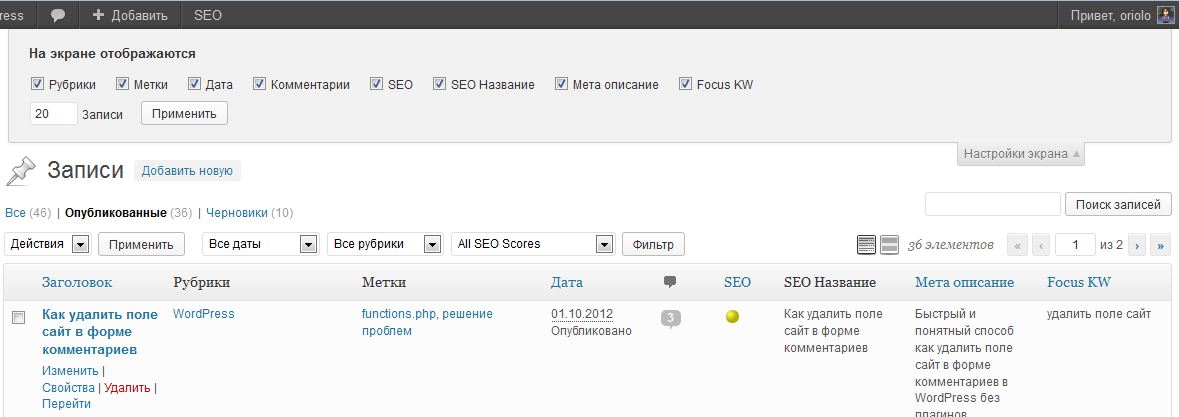 ress Добавить SEO Привет, oriolo
На экране отображаются
Рубрики Метки Дата Комментарии SEO SEO Название Мета описание Focus KW
20 Записи Применить
Настройки экрана
Записи Добавить новую
Все (46) | Опубликованные (36) | Черновики (10)
Поиск записей
Действия Применить Все даты Все рубрики All SEO Scores Фильтр 36 элементов « ‹ 1 из 2 › »
Заголовок Рубрики Метки Дата SEO SEO Название Мета описание Focus KW
Как удалить поле WordPress functions.php, решение 01.10.2012 3 Как удалить поле Быстрый и удалить поле сайт
сайт в форме проблем Опубликовано сайт в форме понятный способ
комментариев комментариев как удалить поле
Изменить | сайт в форме
Свойства | Удалить | комментариев в
Перейти WordPress без
плагинов